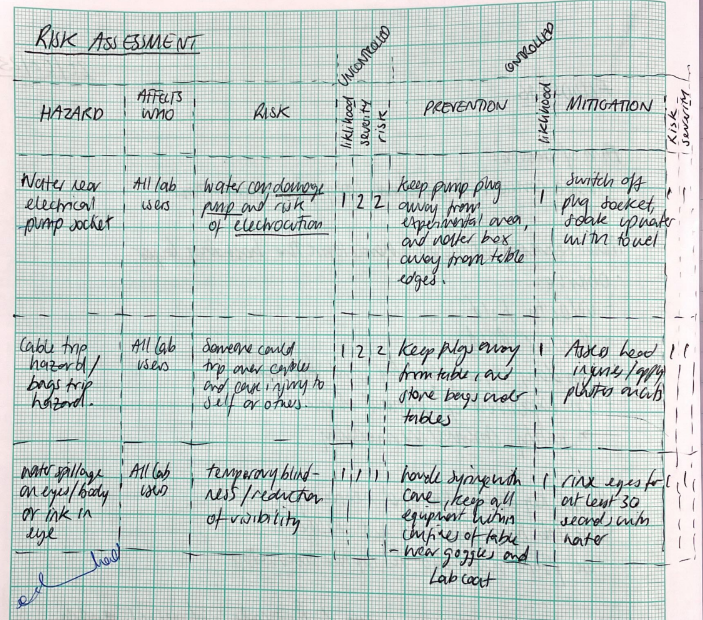 RISK ASSESSMENT
UNCONTROLLED
CONTROLLED
HAZARD
AFFECTS
WHO
RISK
liklihood
severity
risk
PREVENTION
liklihood
MITIGATION
Risk
severity
Water near
electrical
pump socket
All lab
users
water can damage
pump and risk
of electrocution
1 2 2
keep pump plug
away from
experimental area,
and water box
away from table
edges.
1
Switch off
plug socket,
soak up water
with towel
1 1
Cable trip
hazard/
bags trip
hazard.
All lab
users
Someone could
trip over cables
and cause injury to
self or others.
1 2 2
keep plugs away
from table, and
store bags under
tables
1
Assess head
injuries/apply
plasters on cuts
1 1
water spillage
on eyes/body
or ink in
eye
All lab
users
temporary blind-
ness/reduction
of visibility
1 1 1
handle syringe with
care, keep all
equipment within
confines of table
- wear goggles and
Lab coat
1
rinse eyes for
at least 30
seconds with
water
1 1